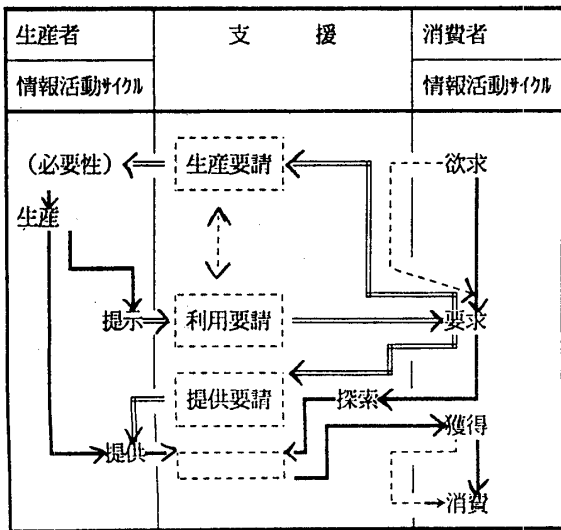 生産者 支援 消費者
情報活動サイクル 情報活動サイクル
(必要性) 生産要請 欲求
生産
提示 利用要請 要求
提供要請 探索
獲得
提供
消費